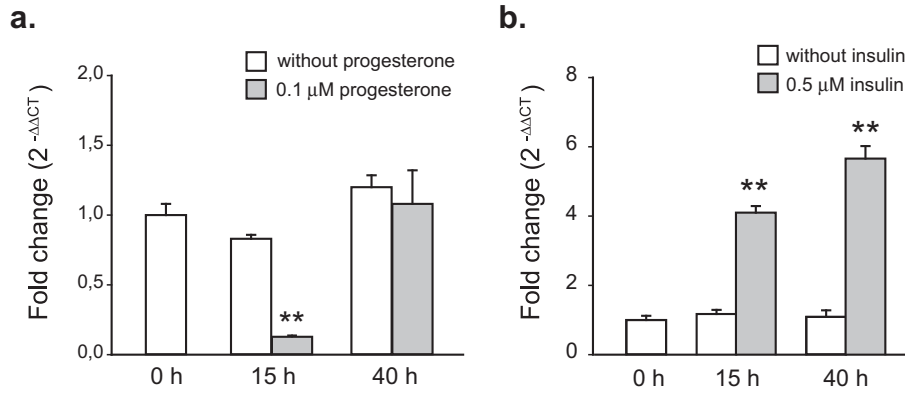 a.
without progesterone
0.1 μM progesterone
Fold change (2 -ΔΔCT)
2,0
1,5
1,0
0,5
0,0
**
0 h 15 h 40 h
b.
without insulin
0.5 μM insulin
Fold change (2 -ΔΔCT)
8
6
4
2
0
**
**
0 h 15 h 40 h